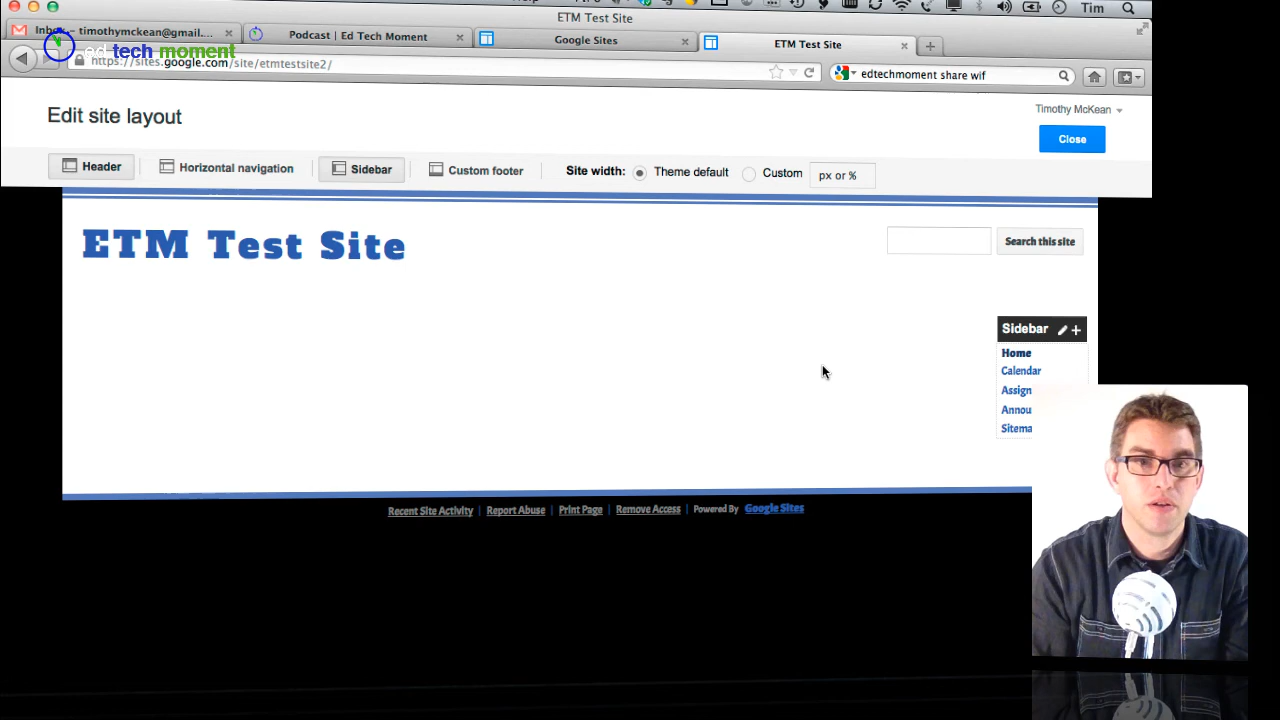 Tim
ETM Test Site
Inbox – timothymckean@gmail.... Podcast | Ed Tech Moment Google Sites ETM Test Site
ed tech moment
https://sites.google.com/site/etmtestsite2/ edtechmoment share wif
Edit site layout
Timothy McKean
Close
Header Horizontal navigation Sidebar Custom footer Site width: Theme default Custom px or %
ETM Test Site
Search this site
Sidebar
Home
Calendar
Assign
Annou
Sitema
Recent Site Activity | Report Abuse | Print Page | Remove Access | Powered By Google Sites